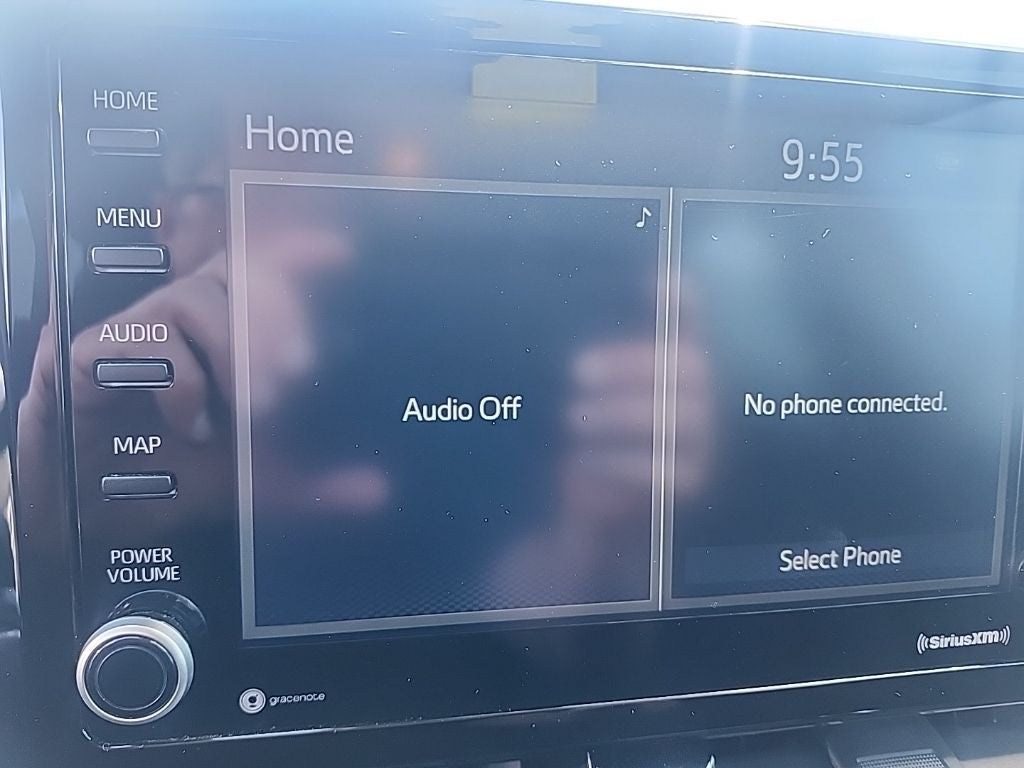 HOME
Home
9:55
MENU
AUDIO
Audio Off
No phone connected.
MAP
POWER
VOLUME
Select Phone
SiriusXM
gracenote